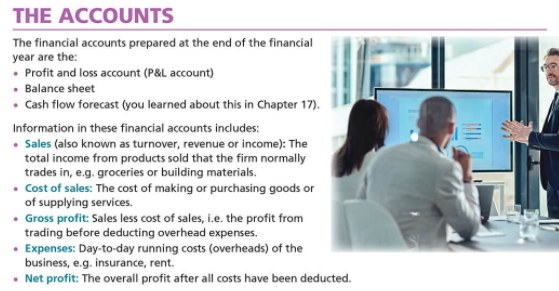 THE ACCOUNTS
The financial accounts prepared at the end of the financial
year are the:
• Profit and loss account (P&L account)
• Balance sheet
• Cash flow forecast (you learned about this in Chapter 17).
Information in these financial accounts includes:
• Sales (also known as turnover, revenue or income): The
total income from products sold that the firm normally
trades in, e.g. groceries or building materials.
• Cost of sales: The cost of making or purchasing goods or
of supplying services.
• Gross profit: Sales less cost of sales, i.e. the profit from
trading before deducting overhead expenses.
• Expenses: Day-to-day running costs (overheads) of the
business, e.g. insurance, rent.
• Net profit: The overall profit after all costs have been deducted.